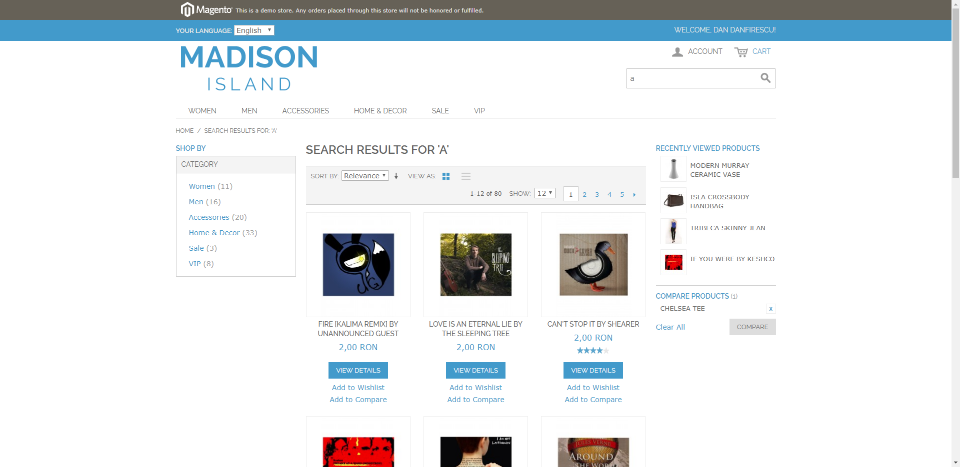 Magento
This is a demo store. Any orders placed through this store will not be honored or fulfilled.
YOUR LANGUAGE: English
WELCOME, DAN DANFIRESCU!
MADISON
ISLAND
ACCOUNT CART
a
WOMEN MEN ACCESSORIES HOME & DECOR SALE VIP
HOME / SEARCH RESULTS FOR: 'A'
SHOP BY
CATEGORY
Women (11)
Men (16)
Accessories (20)
Home & Decor (33)
Sale (3)
VIP (8)
SEARCH RESULTS FOR 'A'
SORT BY Relevance VIEW AS
1-12 of 80 SHOW: 12 1 2 3 4 5 »
SLEEPING
TREE
FIRE (KALIMA REMIX) BY
UNANNOUNCED GUEST
2,00 RON
VIEW DETAILS
Add to Wishlist
Add to Compare
LOVE IS AN ETERNAL LIE BY
THE SLEEPING TREE
2,00 RON
VIEW DETAILS
Add to Wishlist
Add to Compare
CAN'T STOP IT BY SHEARER
2,00 RON
VIEW DETAILS
Add to Wishlist
Add to Compare
AROUND
THE WORLD
RECENTLY VIEWED PRODUCTS
MODERN MURRAY
CERAMIC VASE
ISLA CROSSBODY
HANDBAG
TRIBECA SKINNY JEAN
IF YOU WERE BY KESHCO
COMPARE PRODUCTS (1)
CHELSEA TEE x
Clear All COMPARE